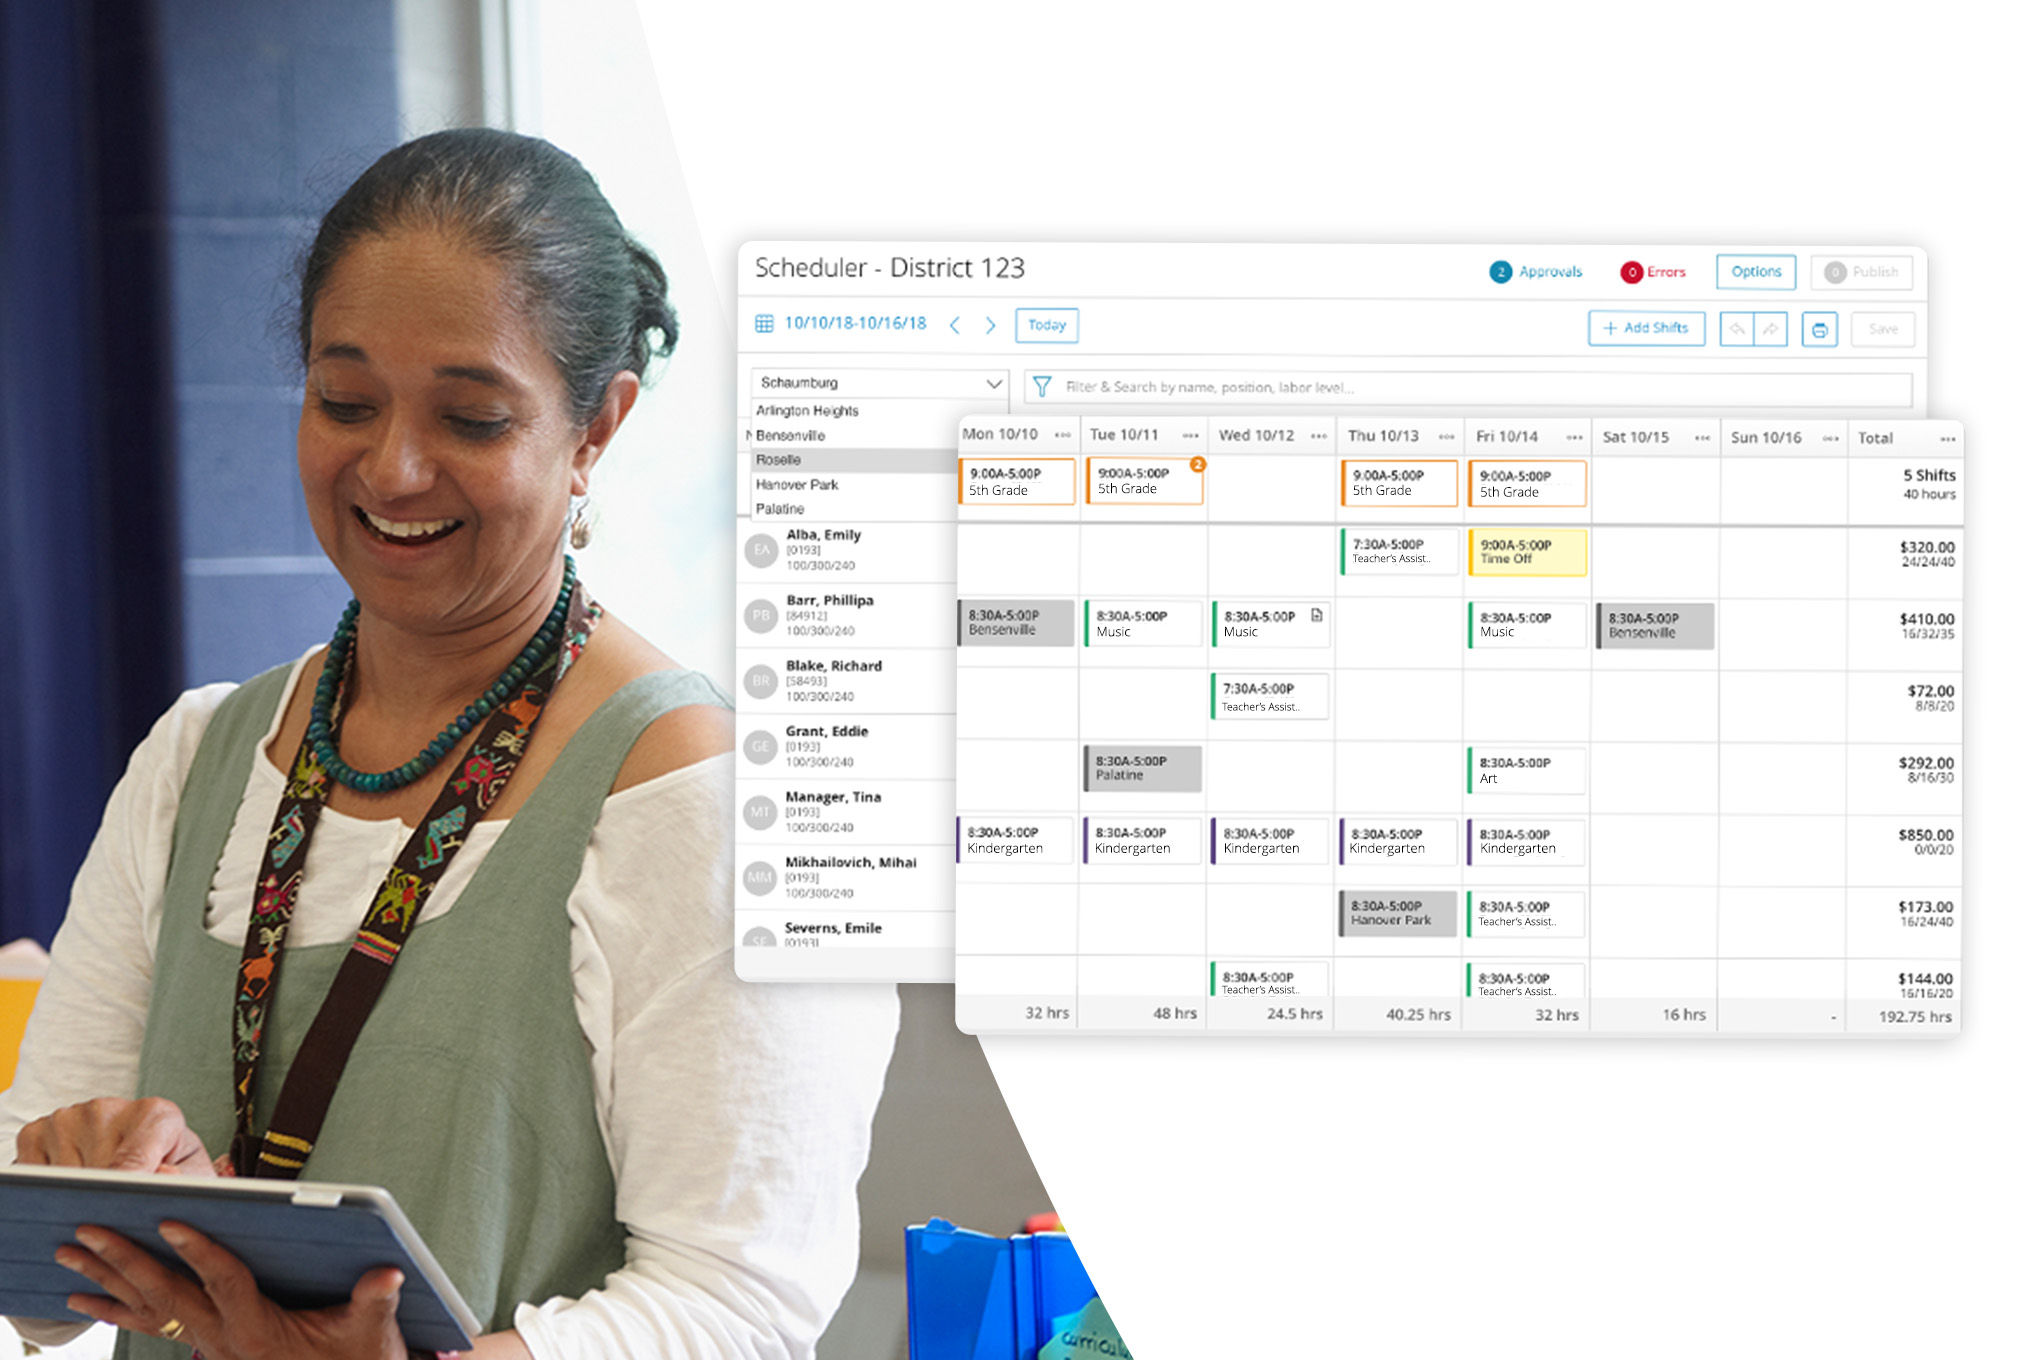 Scheduler - District 123
2 Approvals
0 Errors
Options
0 Publish
10/10/18-10/16/18
Today
+ Add Shifts
Save
Schaumburg
Filter & Search by name, position, labor level...
Arlington Heights
N Bensenville
Roselle
Hanover Park
Palatine
Mon 10/10 Tue 10/11 Wed 10/12 Thu 10/13 Fri 10/14 Sat 10/15 Sun 10/16 Total
9:00A-5:00P 9:00A-5:00P 2 9:00A-5:00P 9:00A-5:00P 5 Shifts
5th Grade 5th Grade 5th Grade 5th Grade 40 hours
EA Alba, Emily
[0193]
100/300/240
7:30A-5:00P 9:00A-5:00P $320.00
Teacher's Assist.. Time Off 24/24/40
PB Barr, Phillipa
[84912]
100/300/240
8:30A-5:00P 8:30A-5:00P 8:30A-5:00P 8:30A-5:00P 8:30A-5:00P $410.00
Bensenville Music Music Music Bensenville 16/32/35
BR Blake, Richard
[58493]
100/300/240
7:30A-5:00P $72.00
Teacher's Assist.. 8/8/20
GE Grant, Eddie
[0193]
100/300/240
8:30A-5:00P 8:30A-5:00P $292.00
Palatine Art 8/16/30
MT Manager, Tina
[0193]
100/300/240
8:30A-5:00P 8:30A-5:00P 8:30A-5:00P 8:30A-5:00P 8:30A-5:00P $850.00
Kindergarten Kindergarten Kindergarten Kindergarten Kindergarten 0/0/20
MM Mikhailovich, Mihai
[0193]
100/300/240
8:30A-5:00P 8:30A-5:00P $173.00
Hanover Park Teacher's Assist.. 16/24/40
SE Severns, Emile
[0193]
8:30A-5:00P 8:30A-5:00P $144.00
Teacher's Assist.. Teacher's Assist.. 16/16/20
32 hrs 48 hrs 24.5 hrs 40.25 hrs 32 hrs 16 hrs - 192.75 hrs